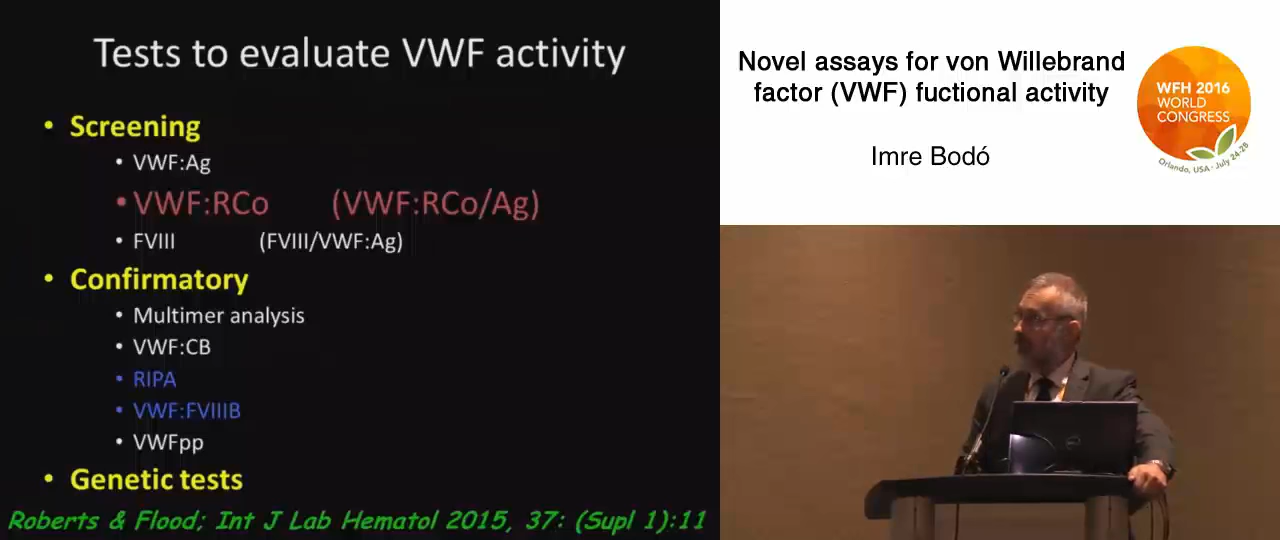 Tests to evaluate VWF activity
• Screening
• VWF:Ag
• VWF:RCo (VWF:RCo/Ag)
• FVIII (FVIII/VWF:Ag)
• Confirmatory
• Multimer analysis
• VWF:CB
• RIPA
• VWF:FVIIIB
• VWFpp
• Genetic tests
Roberts & Flood; Int J Lab Hematol 2015, 37: (Supl 1):11
Novel assays for von Willebrand
factor (VWF) fuctional activity
Imre Bodó
WFH 2016
WORLD
CONGRESS
Orlando, USA · July 24-28